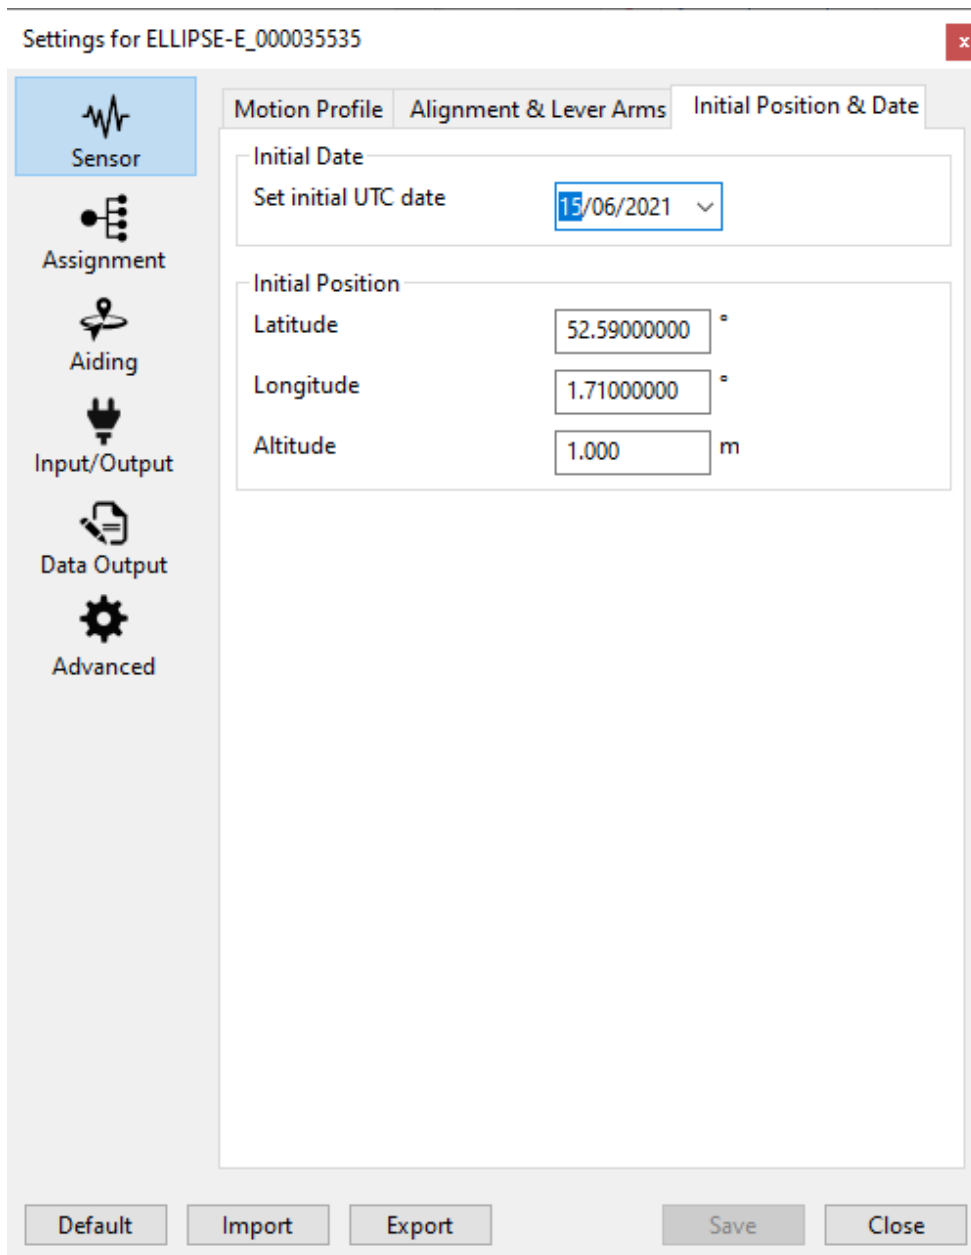 Settings for ELLIPSE-E_000035535
x
Sensor
Assignment
Aiding
Input/Output
Data Output
Advanced
Motion Profile
Alignment & Lever Arms
Initial Position & Date
Initial Date
Set initial UTC date
15/06/2021
Initial Position
Latitude
52.59000000 °
Longitude
1.71000000 °
Altitude
1.000 m
Default
Import
Export
Save
Close